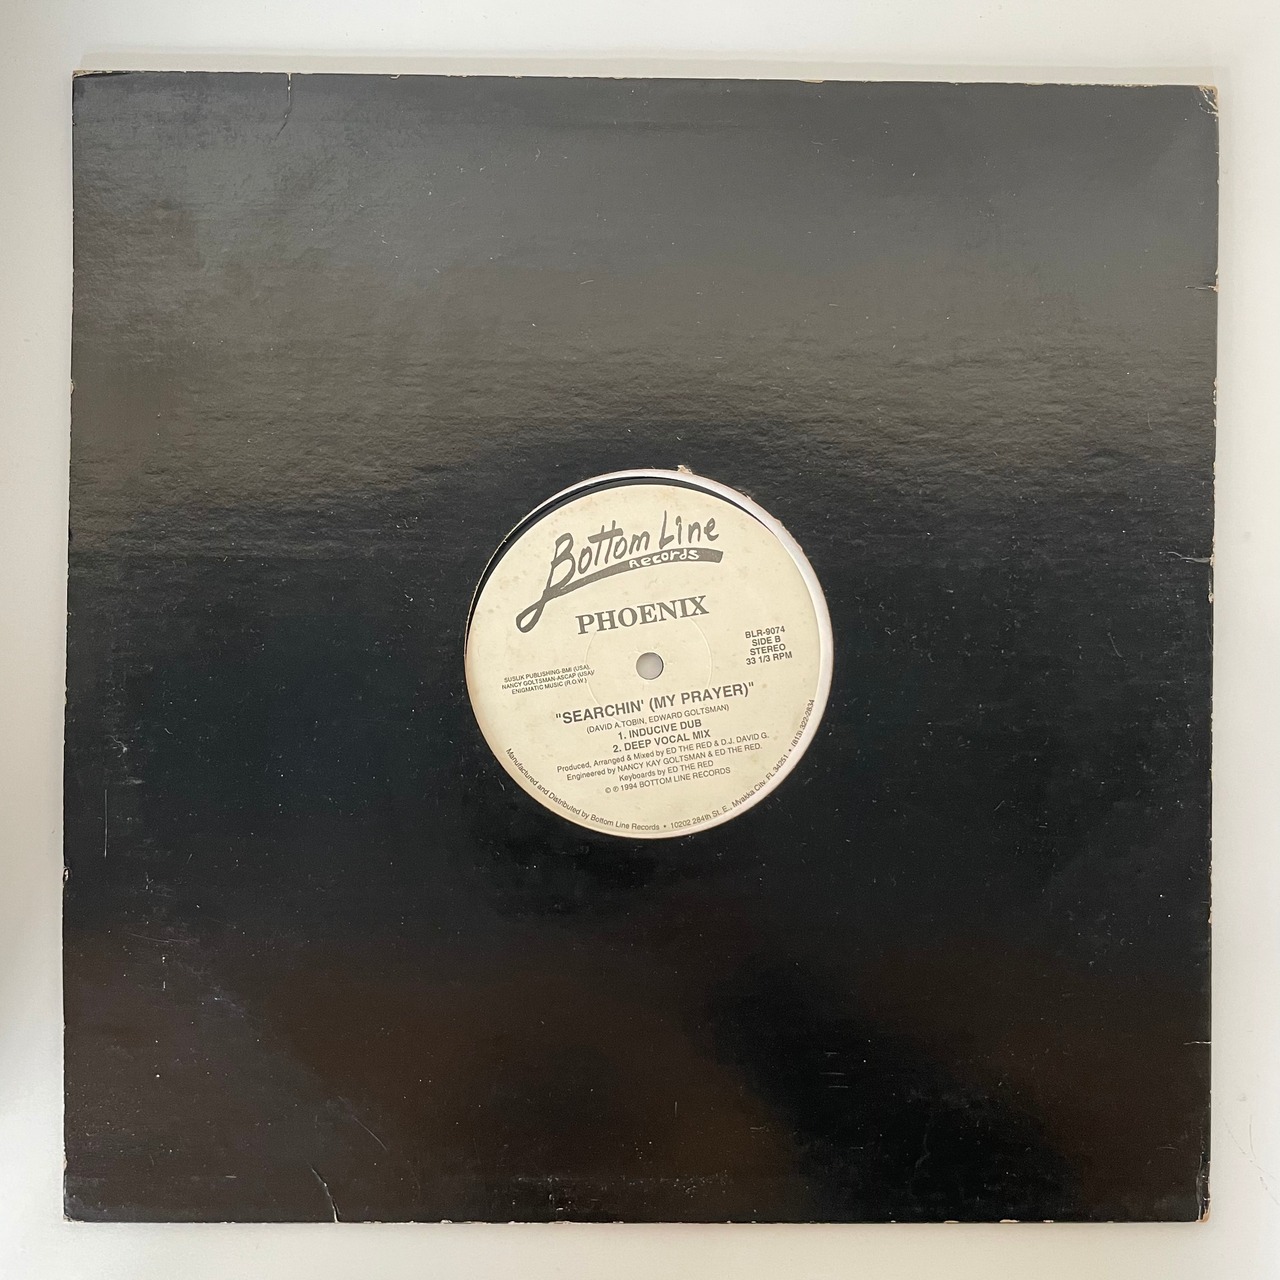 Bottom Line
Records
PHOENIX
BLR-9074
SIDE B
STEREO
33 1/3 RPM
SUSLIK PUBLISHING-BMI (USA),
NANCY GOLTSMAN-ASCAP (USA)/
ENIGMATIC MUSIC (R.O.W.)
"SEARCHIN' (MY PRAYER)"
(DAVID A.TOBIN, EDWARD GOLTSMAN)
1. INDUCIVE DUB
2. DEEP VOCAL MIX
Produced, Arranged & Mixed by ED THE RED & D.J. DAVID G.
Engineered by NANCY KAY GOLTSMAN & ED THE RED.
Keyboards by ED THE RED
© ℗ 1994 BOTTOM LINE RECORDS
Manufactured and Distributed by Bottom Line Records • 10202 284th St. E., Myakka City, FL 34251 • (813) 322-2634